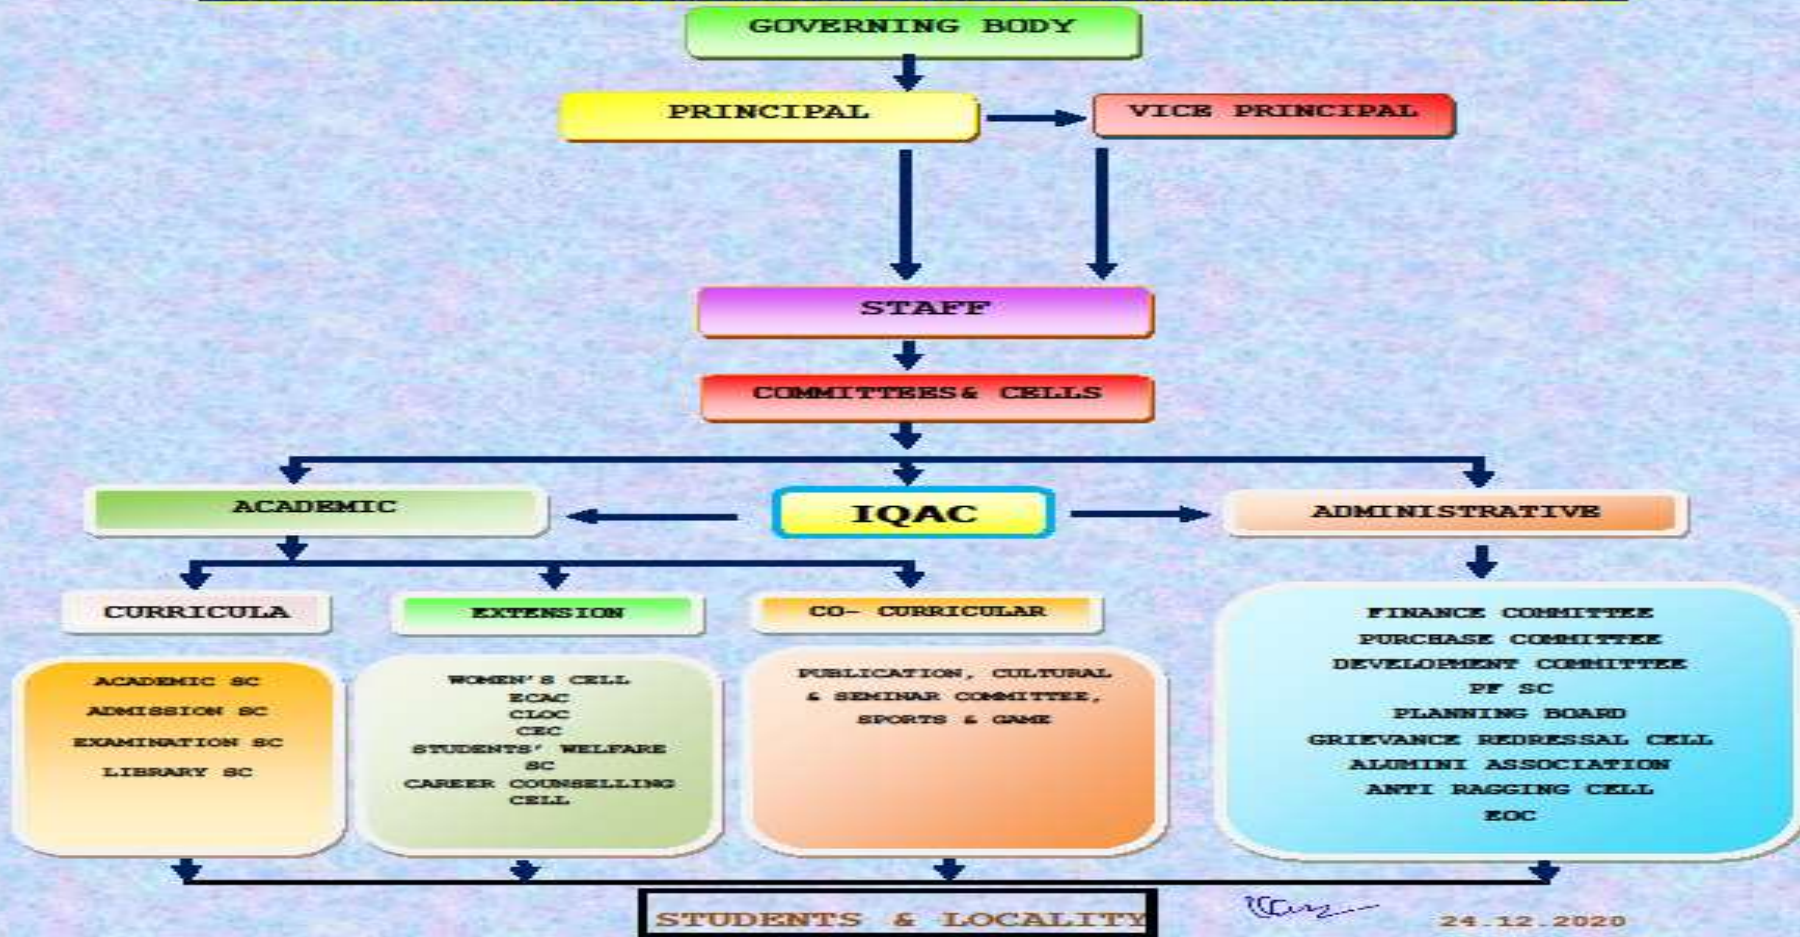 GOVERNING BODY
PRINCIPAL
VICE PRINCIPAL
STAFF
COMMITTEES& CELLS
ACADEMIC
IQAC
ADMINISTRATIVE
CURRICULA
EXTENSION
CO- CURRICULAR
ACADEMIC SC
ADMISSION SC
EXAMINATION SC
LIBRARY SC
WOMEN'S CELL
ECAC
CLOC
CEC
STUDENTS' WELFARE
SC
CAREER COUNSELLING
CELL
PUBLICATION, CULTURAL
& SEMINAR COMMITTEE,
SPORTS & GAME
FINANCE COMMITTEE
PURCHASE COMMITTEE
DEVELOPMENT COMMITTEE
PF SC
PLANNING BOARD
GRIEVANCE REDRESSAL CELL
ALUMINI ASSOCIATION
ANTI RAGGING CELL
EOC
STUDENTS & LOCALITY
24.12.2020